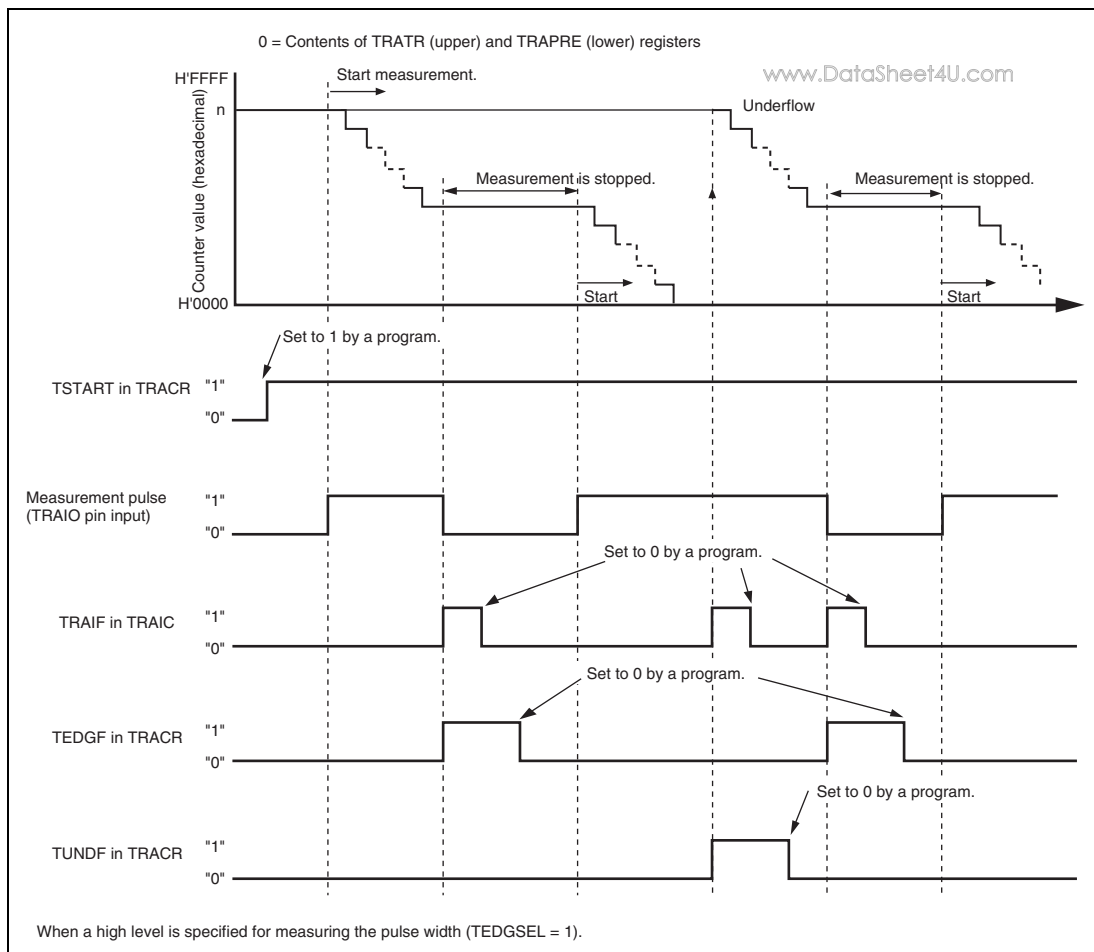 0 = Contents of TRATR (upper) and TRAPRE (lower) registers
www.DataSheet4U.com
H'FFFF
Start measurement.
n
Underflow
Counter value (hexadecimal)
Measurement is stopped.
Measurement is stopped.
H'0000
Start
Start
Set to 1 by a program.
TSTART in TRACR
"1"
"0"
Measurement pulse
(TRAIO pin input)
"1"
"0"
Set to 0 by a program.
TRAIF in TRAIC
"1"
"0"
Set to 0 by a program.
TEDGF in TRACR
"1"
"0"
Set to 0 by a program.
TUNDF in TRACR
"1"
"0"
When a high level is specified for measuring the pulse width (TEDGSEL = 1).